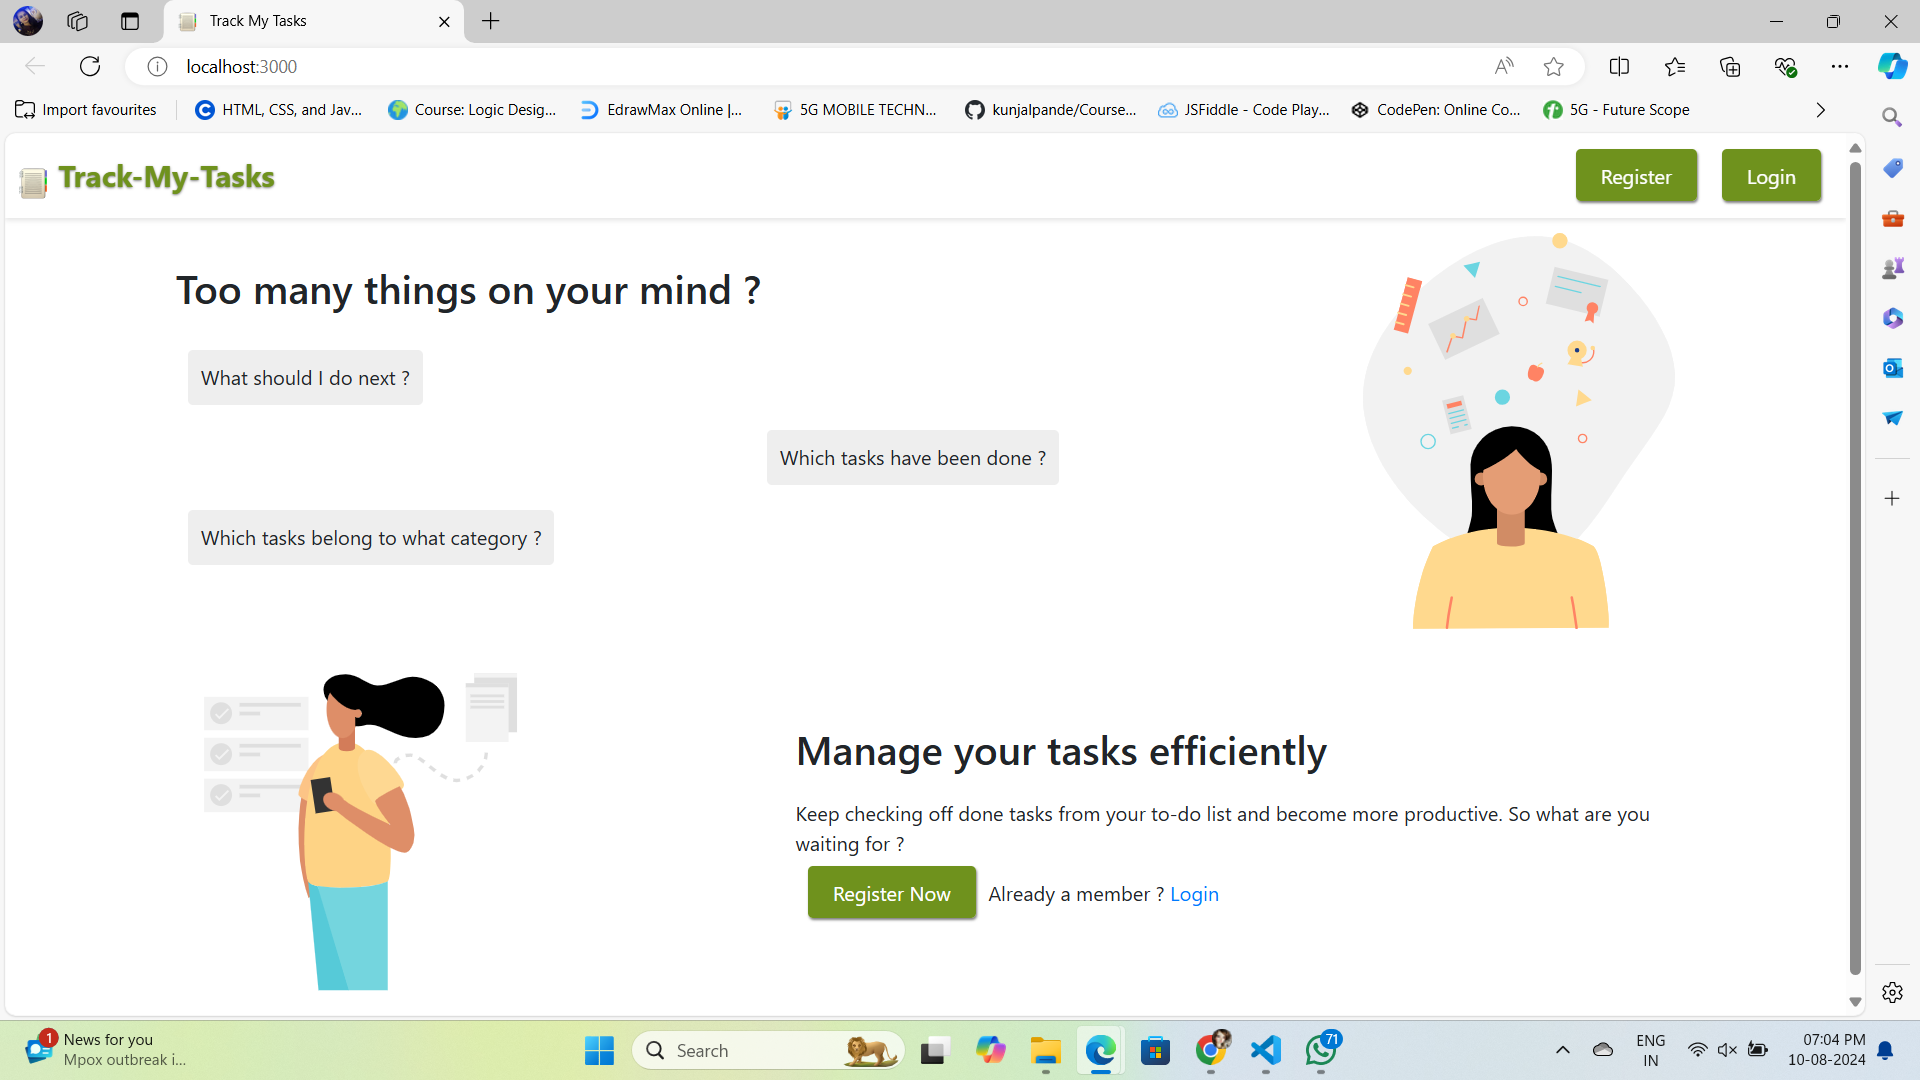 Track My Tasks
localhost:3000
Import favourites
HTML, CSS, and Jav...
Course: Logic Desig...
EdrawMax Online |...
5G MOBILE TECHN...
kunjalpande/Course...
JSFiddle - Code Play...
CodePen: Online Co...
5G - Future Scope
Track-My-Tasks
Register
Login
Too many things on your mind ?
What should I do next ?
Which tasks have been done ?
Which tasks belong to what category ?
Manage your tasks efficiently
Keep checking off done tasks from your to-do list and become more productive. So what are you
waiting for ?
Register Now
Already a member ? Login
1
News for you
Mpox outbreak i...
Search
71
ENG
IN
07:04 PM
10-08-2024